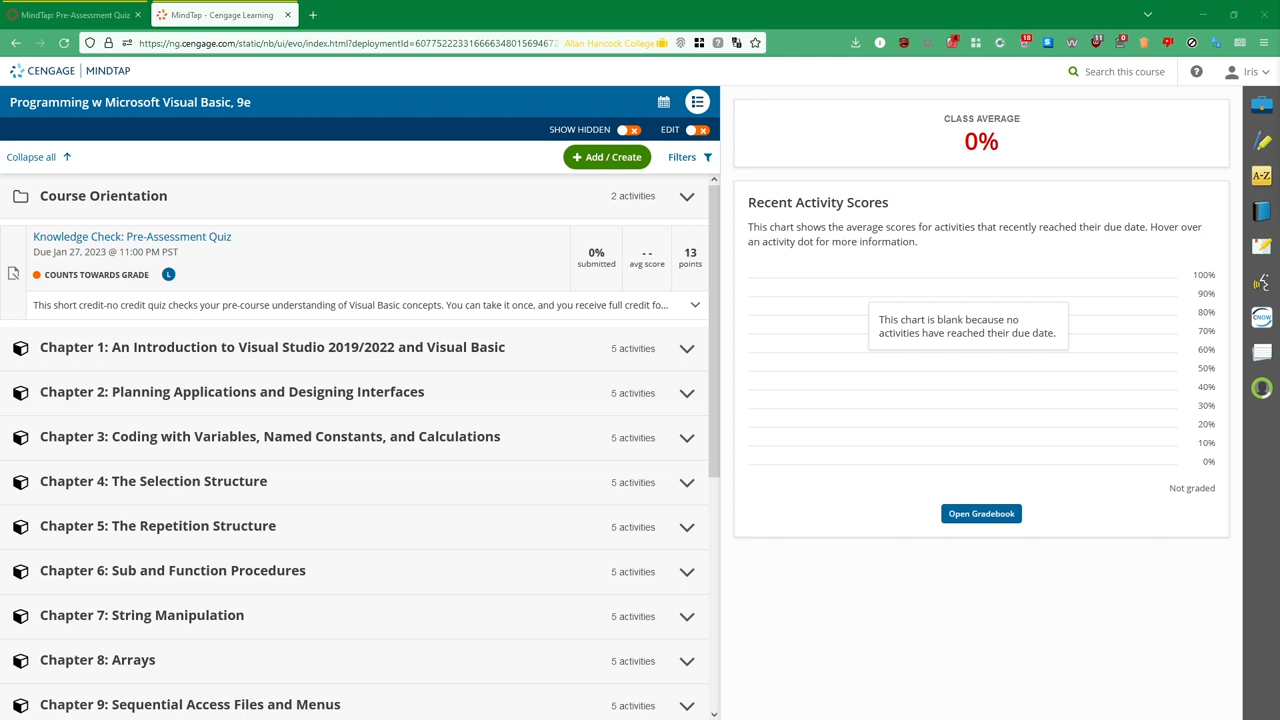 MindTap: Pre-Assessment Quiz
MindTap - Cengage Learning
https://ng.cengage.com/static/nb/ui/evo/index.html?deploymentId=607752223316666348015694672
Allan Hancock College
18
11
0
CENGAGE MINDTAP
Search this course
Iris
Programming w Microsoft Visual Basic, 9e
SHOW HIDDEN
EDIT
Collapse all
+ Add / Create
Filters
Course Orientation
2 activities
Knowledge Check: Pre-Assessment Quiz
Due Jan 27, 2023 @ 11:00 PM PST
COUNTS TOWARDS GRADE
L
0%
submitted
- -
avg score
13
points
This short credit-no credit quiz checks your pre-course understanding of Visual Basic concepts. You can take it once, and you receive full credit fo...
Chapter 1: An Introduction to Visual Studio 2019/2022 and Visual Basic
5 activities
Chapter 2: Planning Applications and Designing Interfaces
5 activities
Chapter 3: Coding with Variables, Named Constants, and Calculations
5 activities
Chapter 4: The Selection Structure
5 activities
Chapter 5: The Repetition Structure
5 activities
Chapter 6: Sub and Function Procedures
5 activities
Chapter 7: String Manipulation
5 activities
Chapter 8: Arrays
5 activities
Chapter 9: Sequential Access Files and Menus
5 activities
CLASS AVERAGE
0%
Recent Activity Scores
This chart shows the average scores for activities that recently reached their due date. Hover over
an activity dot for more information.
100%
90%
80%
70%
60%
50%
40%
30%
20%
10%
0%
This chart is blank because no
activities have reached their due date.
Not graded
Open Gradebook
A-Z
CNOW